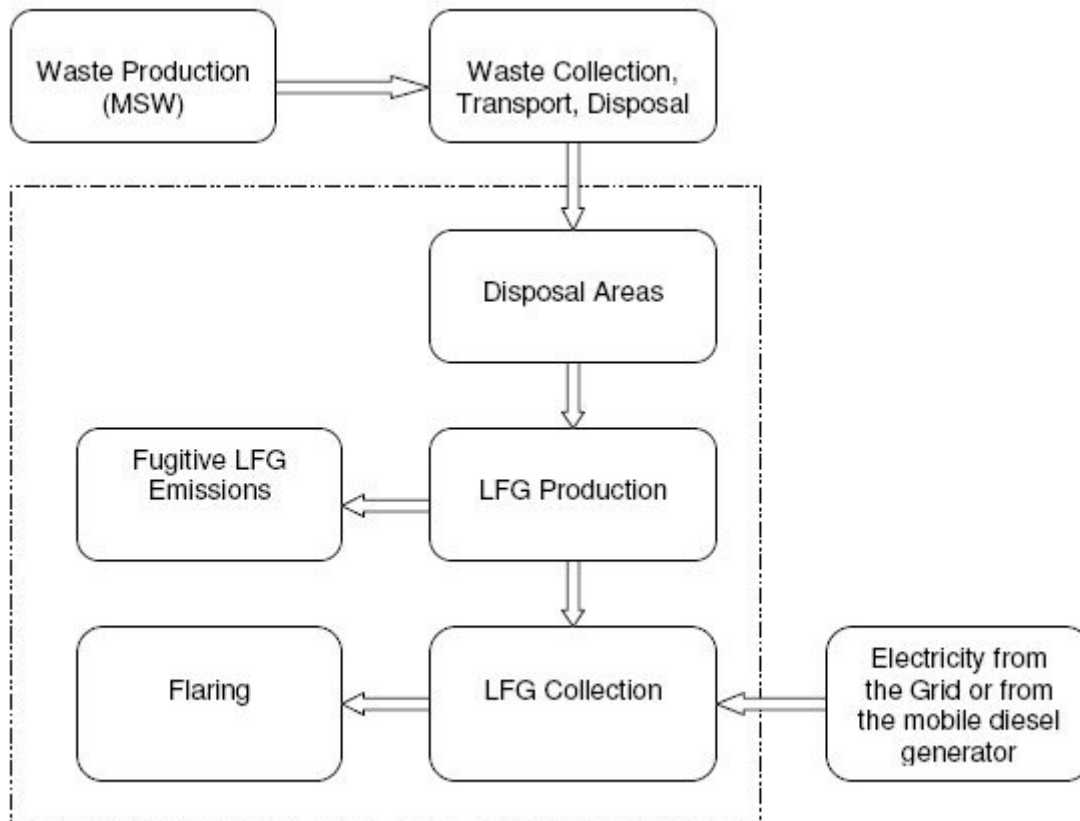 Waste Production
(MSW)
Waste Collection,
Transport, Disposal
Disposal Areas
Fugitive LFG
Emissions
LFG Production
Flaring
LFG Collection
Electricity from
the Grid or from
the mobile diesel
generator